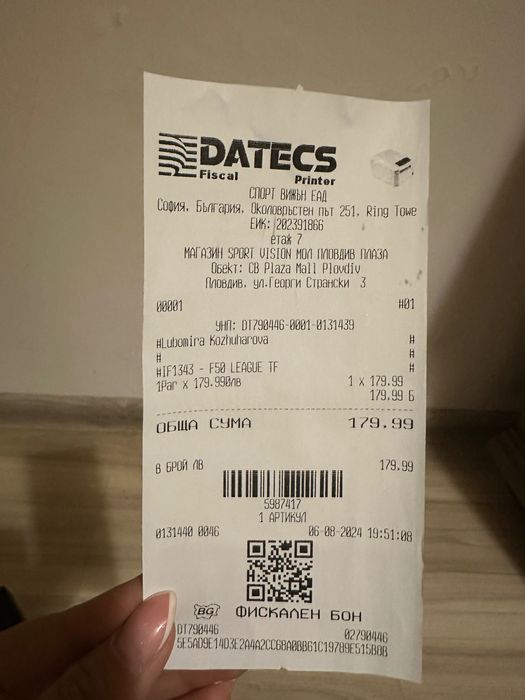 DATECS
Fiscal Printer
СПОРТ ВИЖЪН ЕАД
София, България, Околовръстен път 251, Ring Towe
ЕИК: 202391866
етаж 7
МАГАЗИН SPORT VISION МОЛ ПЛОВДИВ ПЛАЗА
Обект: СВ Plaza Mall Plovdiv
Пловдив, ул.Георги Странски 3
00001 #01
УНП: DT790446-0001-0131439
#Lubomira Kozhuharova #
# #
#IF1343 - F50 LEAGUE TF #
1Par x 179.990лв 1 x 179.99
179.99 Б
ОБЩА СУМА 179.99
В БРОЙ ЛВ 179.99
5987417
1 АРТИКУЛ
0131440 0046 06-08-2024 19:51:08
BG ФИСКАЛЕН БОН
DT790446 02790446
5E5AD9E14D3E2A4A2CC6BA0BB61C19789E515B8B